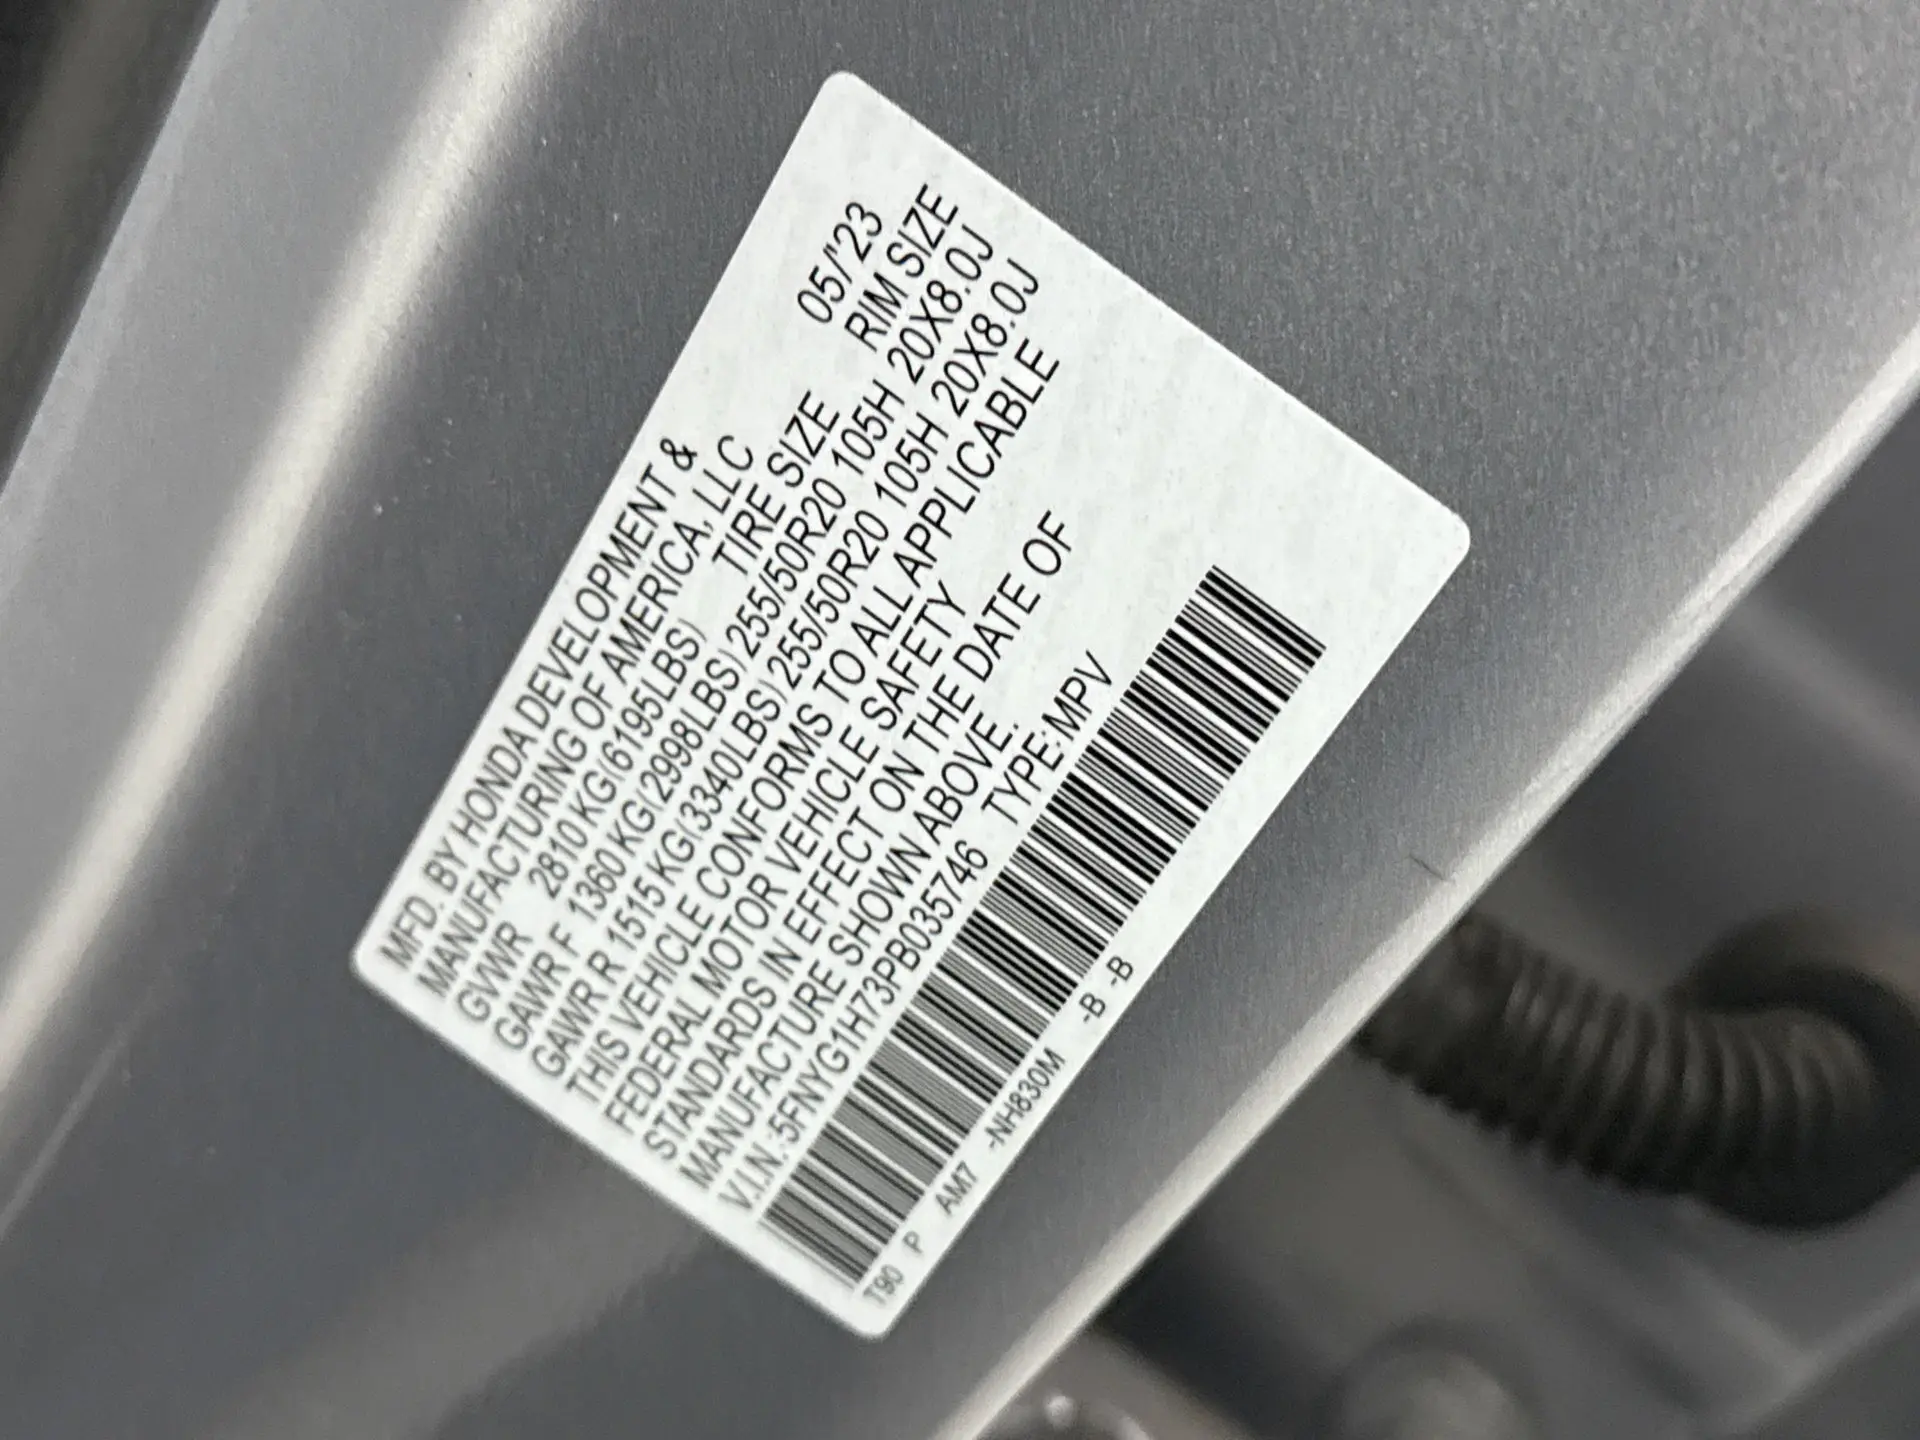 MFD. BY HONDA DEVELOPMENT &
MANUFACTURING OF AMERICA, LLC 05/'23
GVWR 2810 KG(6195LBS) TIRE SIZE RIM SIZE
GAWR F 1360 KG(2998LBS) 255/50R20 105H 20X8.0J
GAWR R 1515 KG(3340LBS) 255/50R20 105H 20X8.0J
THIS VEHICLE CONFORMS TO ALL APPLICABLE
FEDERAL MOTOR VEHICLE SAFETY
STANDARDS IN EFFECT ON THE DATE OF
MANUFACTURE SHOWN ABOVE.
V.I.N.:5FNYG1H73PB035746 TYPE:MPV
T90 P AM7 -NH830M -B -B